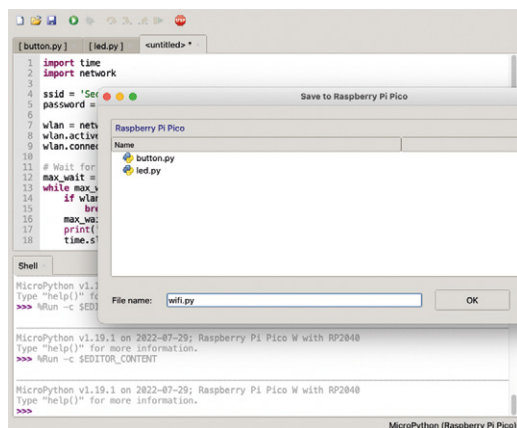 [ button.py ] [ led.py ] <untitled> *
1 import time
2 import network
3
4 ssid = 'Sec
5 password =
6
7 wlan = netw
8 wlan.active
9 wlan.connec
10
11 # Wait for
12 max_wait =
13 while max_w
14 if wlan
15 bre
16 max_wai
17 print('
18 time.sl
Save to Raspberry Pi Pico
Raspberry Pi Pico
Name
button.py
led.py
File name: wifi.py OK
Shell
MicroPython v1.19
Type "help()" fo
>>> %Run -c $EDI
MicroPython v1.19.1 on 2022-07-29; Raspberry Pi Pico W with RP2040
Type "help()" for more information.
>>> %Run -c $EDITOR_CONTENT
MicroPython v1.19.1 on 2022-07-29; Raspberry Pi Pico W with RP2040
Type "help()" for more information.
>>>
MicroPython (Raspberry Pi Pico)